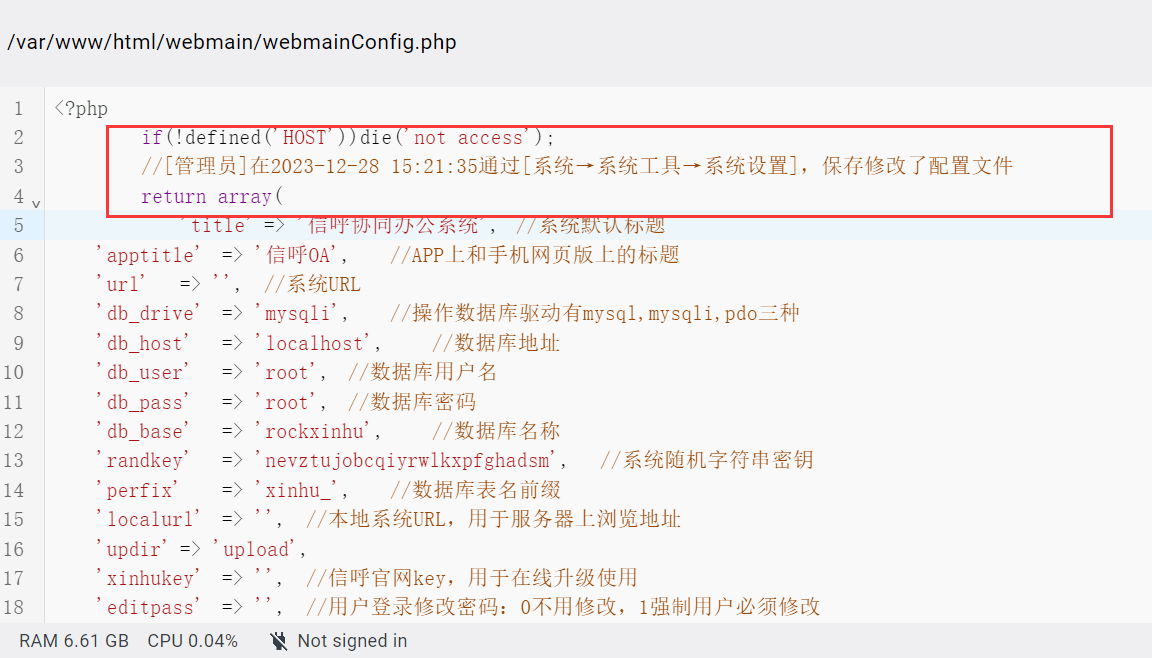 /var/www/html/webmain/webmainConfig.php
1 <?php
2 if(!defined('HOST'))die('not access');
3 //[管理员]在2023-12-28 15:21:35通过[系统→系统工具→系统设置]，保存修改了配置文件
4 return array(
5 'title' => '信呼协同办公系统', //系统默认标题
6 'apptitle' => '信呼OA', //APP上和手机网页版上的标题
7 'url' => '', //系统URL
8 'db_drive' => 'mysqli', //操作数据库驱动有mysql,mysqli,pdo三种
9 'db_host' => 'localhost', //数据库地址
10 'db_user' => 'root', //数据库用户名
11 'db_pass' => 'root', //数据库密码
12 'db_base' => 'rockxinhu', //数据库名称
13 'randkey' => 'nevztujobcqiyrwlkxpfghadsm', //系统随机字符串密钥
14 'perfix' => 'xinhu_', //数据库表名前缀
15 'localurl' => '', //本地系统URL，用于服务器上浏览地址
16 'updir' => 'upload',
17 'xinhukey' => '', //信呼官网key，用于在线升级使用
18 'editpass' => '', //用户登录修改密码：0不用修改，1强制用户必须修改
RAM 6.61 GB CPU 0.04% Not signed in